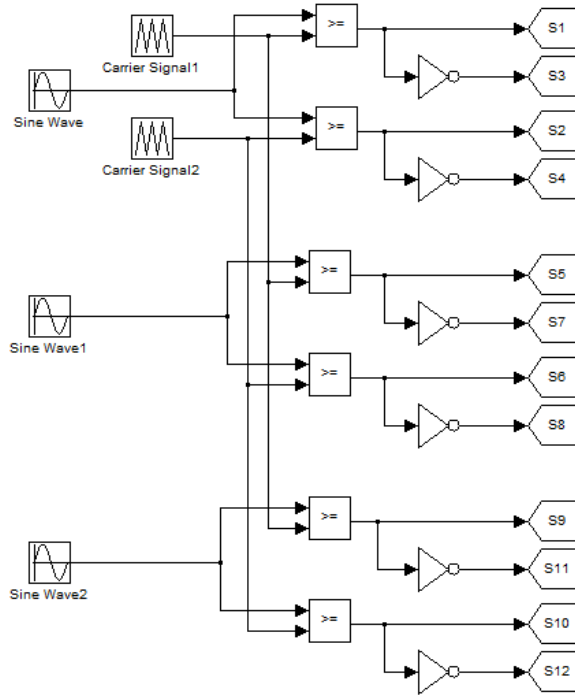 >=
S1
Carrier Signal1
S3
Sine Wave
>=
S2
Carrier Signal2
S4
>=
S5
Sine Wave1
S7
>=
S6
S8
>=
S9
Sine Wave2
S11
>=
S10
S12